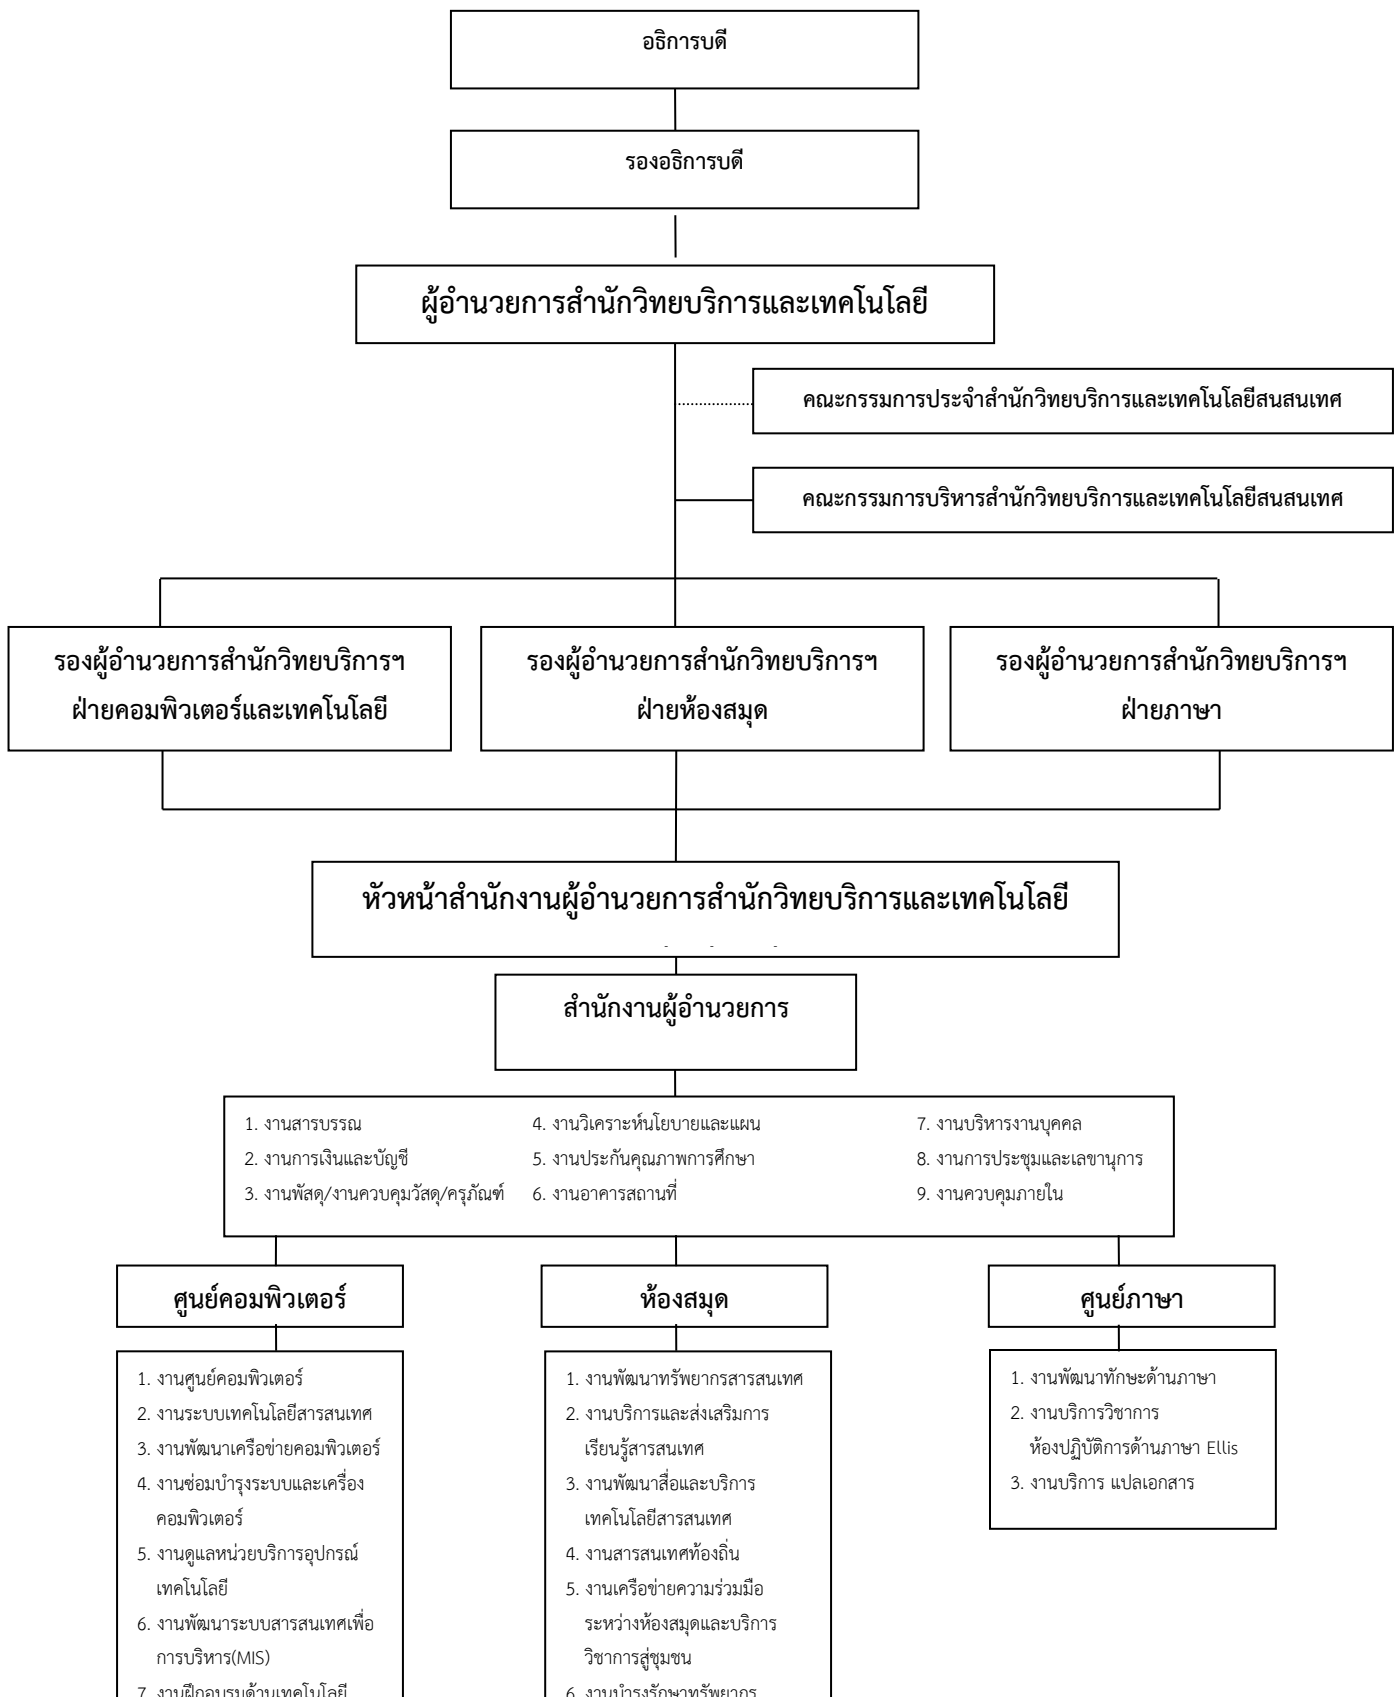 อธิการบดี
รองอธิการบดี
ผู้อำนวยการสำนักวิทยบริการและเทคโนโลยี
คณะกรรมการประจำสำนักวิทยบริการและเทคโนโลยีสนสนเทศ
คณะกรรมการบริหารสำนักวิทยบริการและเทคโนโลยีสนสนเทศ
รองผู้อำนวยการสำนักวิทยบริการฯ
ฝ่ายคอมพิวเตอร์และเทคโนโลยี
รองผู้อำนวยการสำนักวิทยบริการฯ
ฝ่ายห้องสมุด
รองผู้อำนวยการสำนักวิทยบริการฯ
ฝ่ายภาษา
หัวหน้าสำนักงานผู้อำนวยการสำนักวิทยบริการและเทคโนโลยี
สำนักงานผู้อำนวยการ
1. งานสารบรรณ
2. งานการเงินและบัญชี
3. งานพัสดุ/งานควบคุมวัสดุ/ครุภัณฑ์
4. งานวิเคราะห์นโยบายและแผน
5. งานประกันคุณภาพการศึกษา
6. งานอาคารสถานที่
7. งานบริหารงานบุคคล
8. งานการประชุมและเลขานุการ
9. งานควบคุมภายใน
ศูนย์คอมพิวเตอร์
1. งานศูนย์คอมพิวเตอร์
2. งานระบบเทคโนโลยีสารสนเทศ
3. งานพัฒนาเครือข่ายคอมพิวเตอร์
4. งานซ่อมบำรุงระบบและเครื่อง
คอมพิวเตอร์
5. งานดูแลหน่วยบริการอุปกรณ์
เทคโนโลยี
6. งานพัฒนาระบบสารสนเทศเพื่อ
การบริหาร(MIS)
7. งานฝึกอบรมด้านเทคโนโลยี
ห้องสมุด
1. งานพัฒนาทรัพยากรสารสนเทศ
2. งานบริการและส่งเสริมการ
เรียนรู้สารสนเทศ
3. งานพัฒนาสื่อและบริการ
เทคโนโลยีสารสนเทศ
4. งานสารสนเทศท้องถิ่น
5. งานเครือข่ายความร่วมมือ
ระหว่างห้องสมุดและบริการ
วิชาการสู่ชุมชน
6. งานบำรุงรักษาทรัพยากร
ศูนย์ภาษา
1. งานพัฒนาทักษะด้านภาษา
2. งานบริการวิชาการ
ห้องปฏิบัติการด้านภาษา Ellis
3. งานบริการ แปลเอกสาร